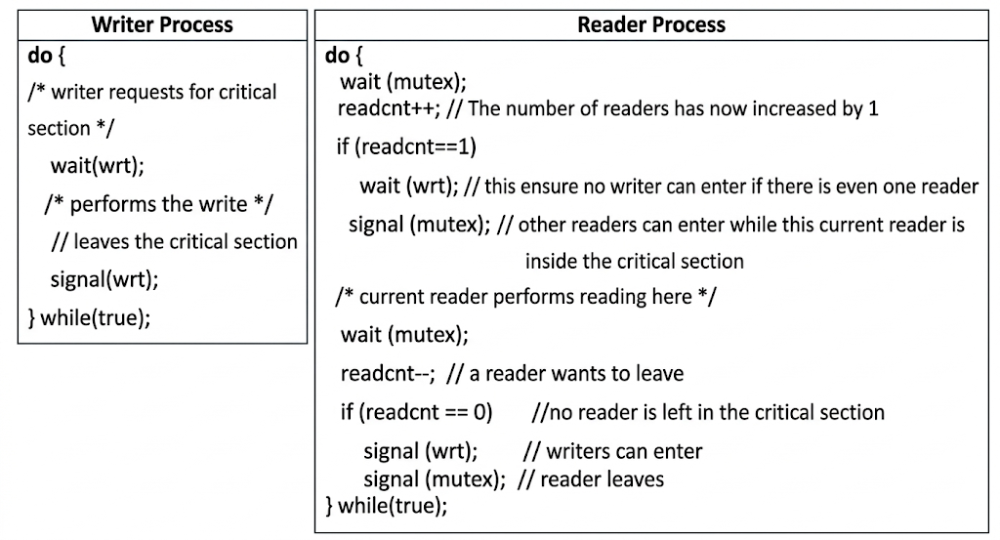 Writer Process
do {
/* writer requests for critical
section */
wait(wrt);
/* performs the write */
// leaves the critical section
signal(wrt);
} while(true);
Reader Process
do {
wait (mutex);
readcnt++; // The number of readers has now increased by 1
if (readcnt==1)
wait (wrt); // this ensure no writer can enter if there is even one reader
signal (mutex); // other readers can enter while this current reader is
inside the critical section
/* current reader performs reading here */
wait (mutex);
readcnt--; // a reader wants to leave
if (readcnt == 0) //no reader is left in the critical section
signal (wrt); // writers can enter
signal (mutex); // reader leaves
} while(true);